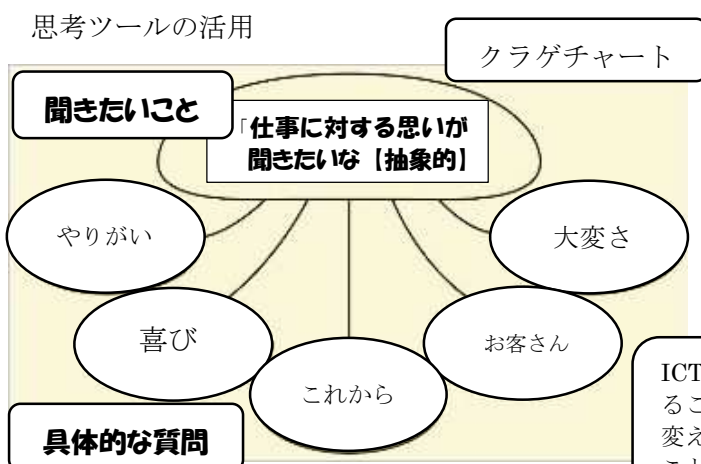 思考ツールの活用
クラゲチャート
聞きたいこと
「仕事に対する思いが
聞きたいな【抽象的】
やりがい
大変さ
喜び
お客さん
これから
具体的な質問
ICT
るこ
変え